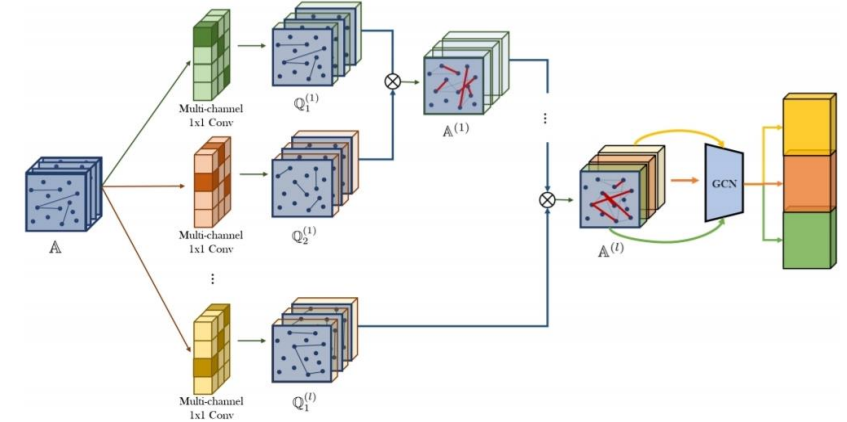 Multi-channel
1x1 Conv
ℚ₁⁽¹⁾
𝔸⁽¹⁾
Multi-channel
1x1 Conv
ℚ₂⁽¹⁾
𝔸
⋮
⋮
GCN
𝔸⁽ˡ⁾
Multi-channel
1x1 Conv
ℚ₁⁽ˡ⁾